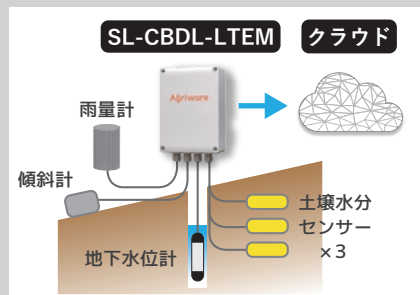 SL-CBDL-LTEM
クラウド
Agriware
雨量計
傾斜計
地下水位計
土壌水分
センサー
×3